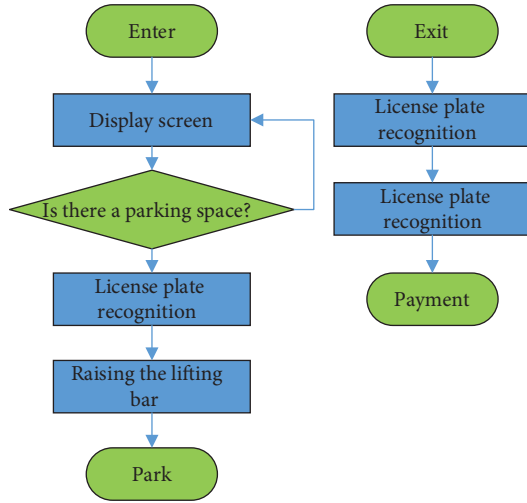 Enter
Display screen
Is there a parking space?
License plate
recognition
Raising the lifting
bar
Park
Exit
License plate
recognition
License plate
recognition
Payment